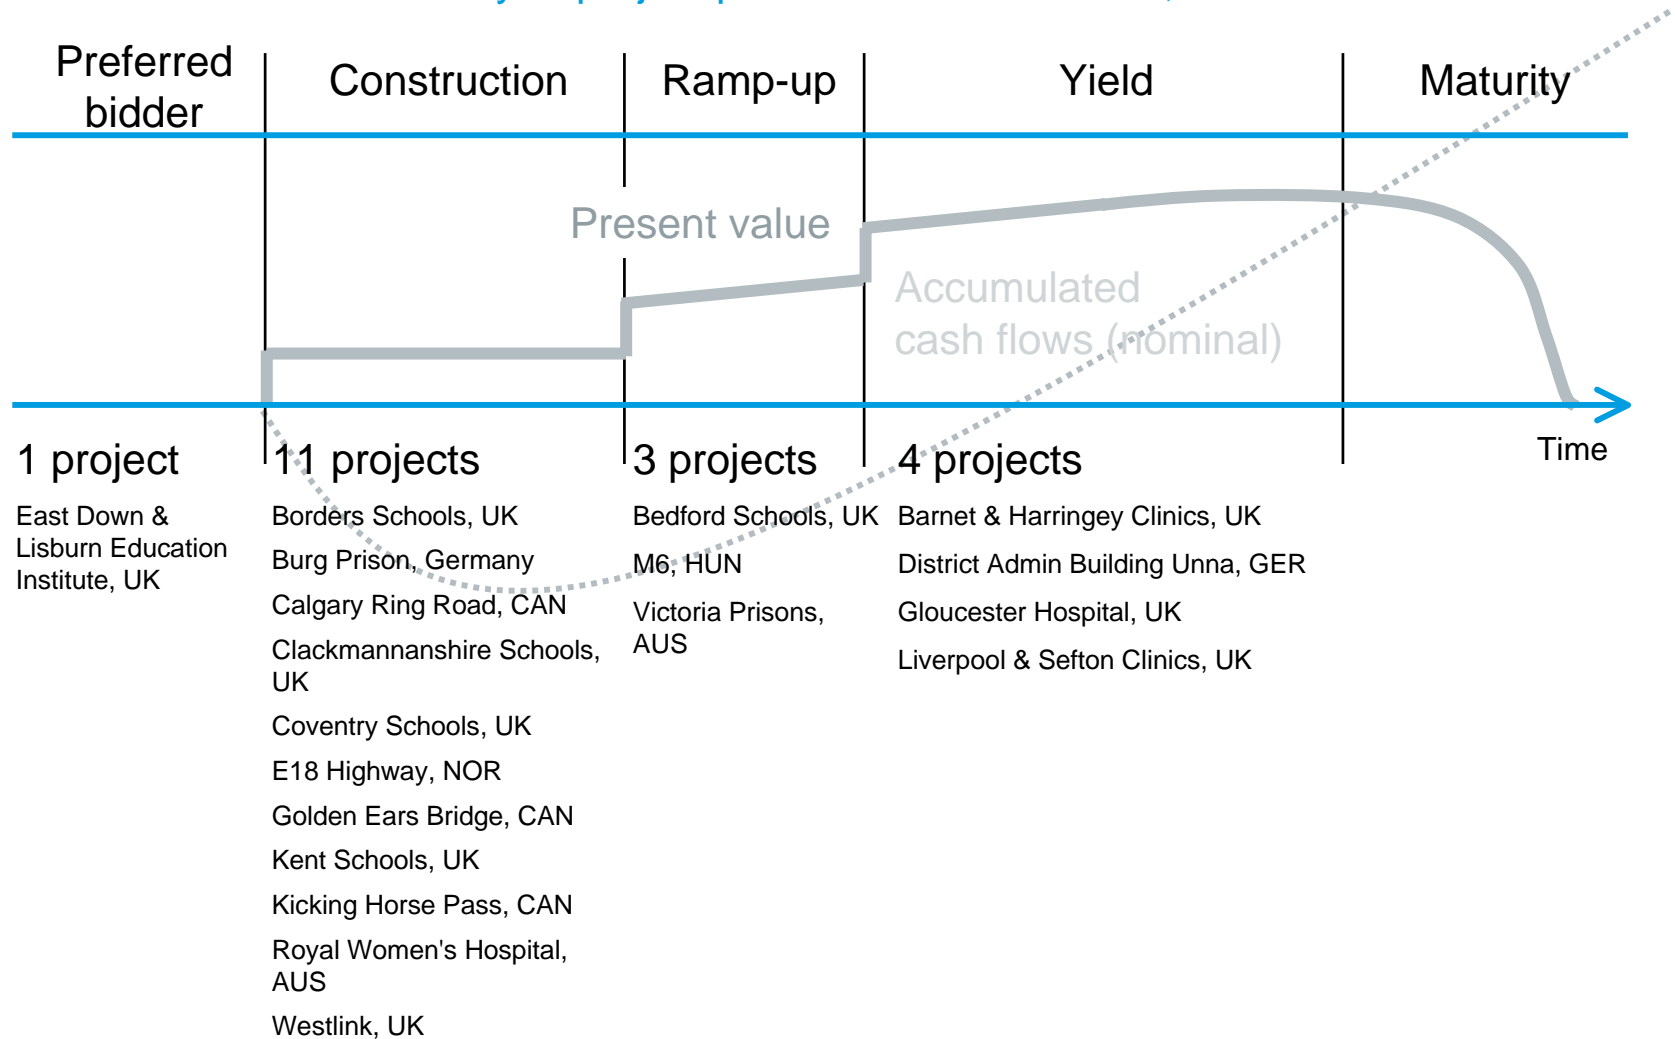 Preferred
bidder
Construction
Ramp-up
Yield
Maturity
Present value
Accumulated
cash flows (nominal)
Time
1 project
East Down &
Lisburn Education
Institute, UK
11 projects
Borders Schools, UK
Burg Prison, Germany
Calgary Ring Road, CAN
Clackmannanshire Schools,
UK
Coventry Schools, UK
E18 Highway, NOR
Golden Ears Bridge, CAN
Kent Schools, UK
Kicking Horse Pass, CAN
Royal Women's Hospital,
AUS
Westlink, UK
3 projects
Bedford Schools, UK
M6, HUN
Victoria Prisons,
AUS
4 projects
Barnet & Harringey Clinics, UK
District Admin Building Unna, GER
Gloucester Hospital, UK
Liverpool & Sefton Clinics, UK